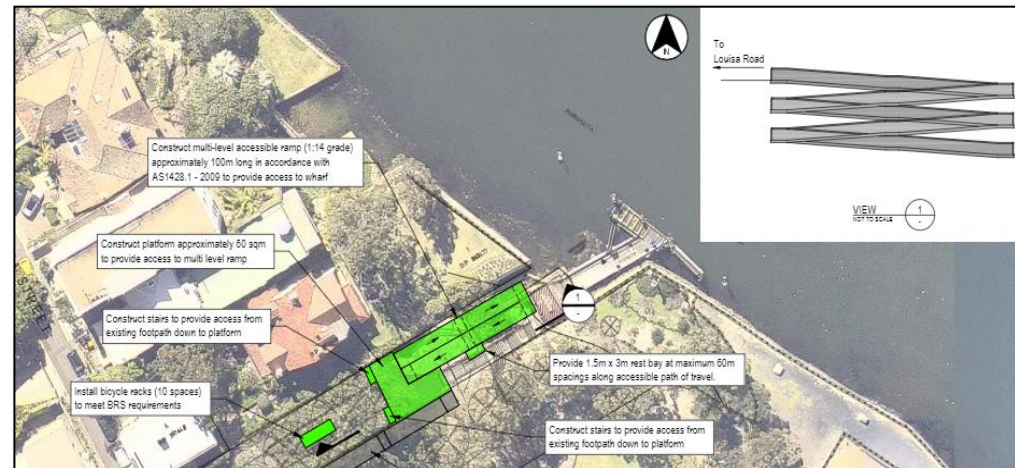 To
Louisa Road
VIEW
NOT TO SCALE
1
-
N
Construct multi-level accessible ramp (1:14 grade)
approximately 100m long in accordance with
AS1428.1 - 2009 to provide access to wharf
Construct platform approximately 60 sqm
to provide access to multi level ramp
Construct stairs to provide access from
existing footpath down to platform
Install bicycle racks (10 spaces)
to meet BRS requirements
1
-
Provide 1.5m x 3m rest bay at maximum 60m
spacings along accessible path of travel.
Construct stairs to provide access from
existing footpath down to platform
STREET